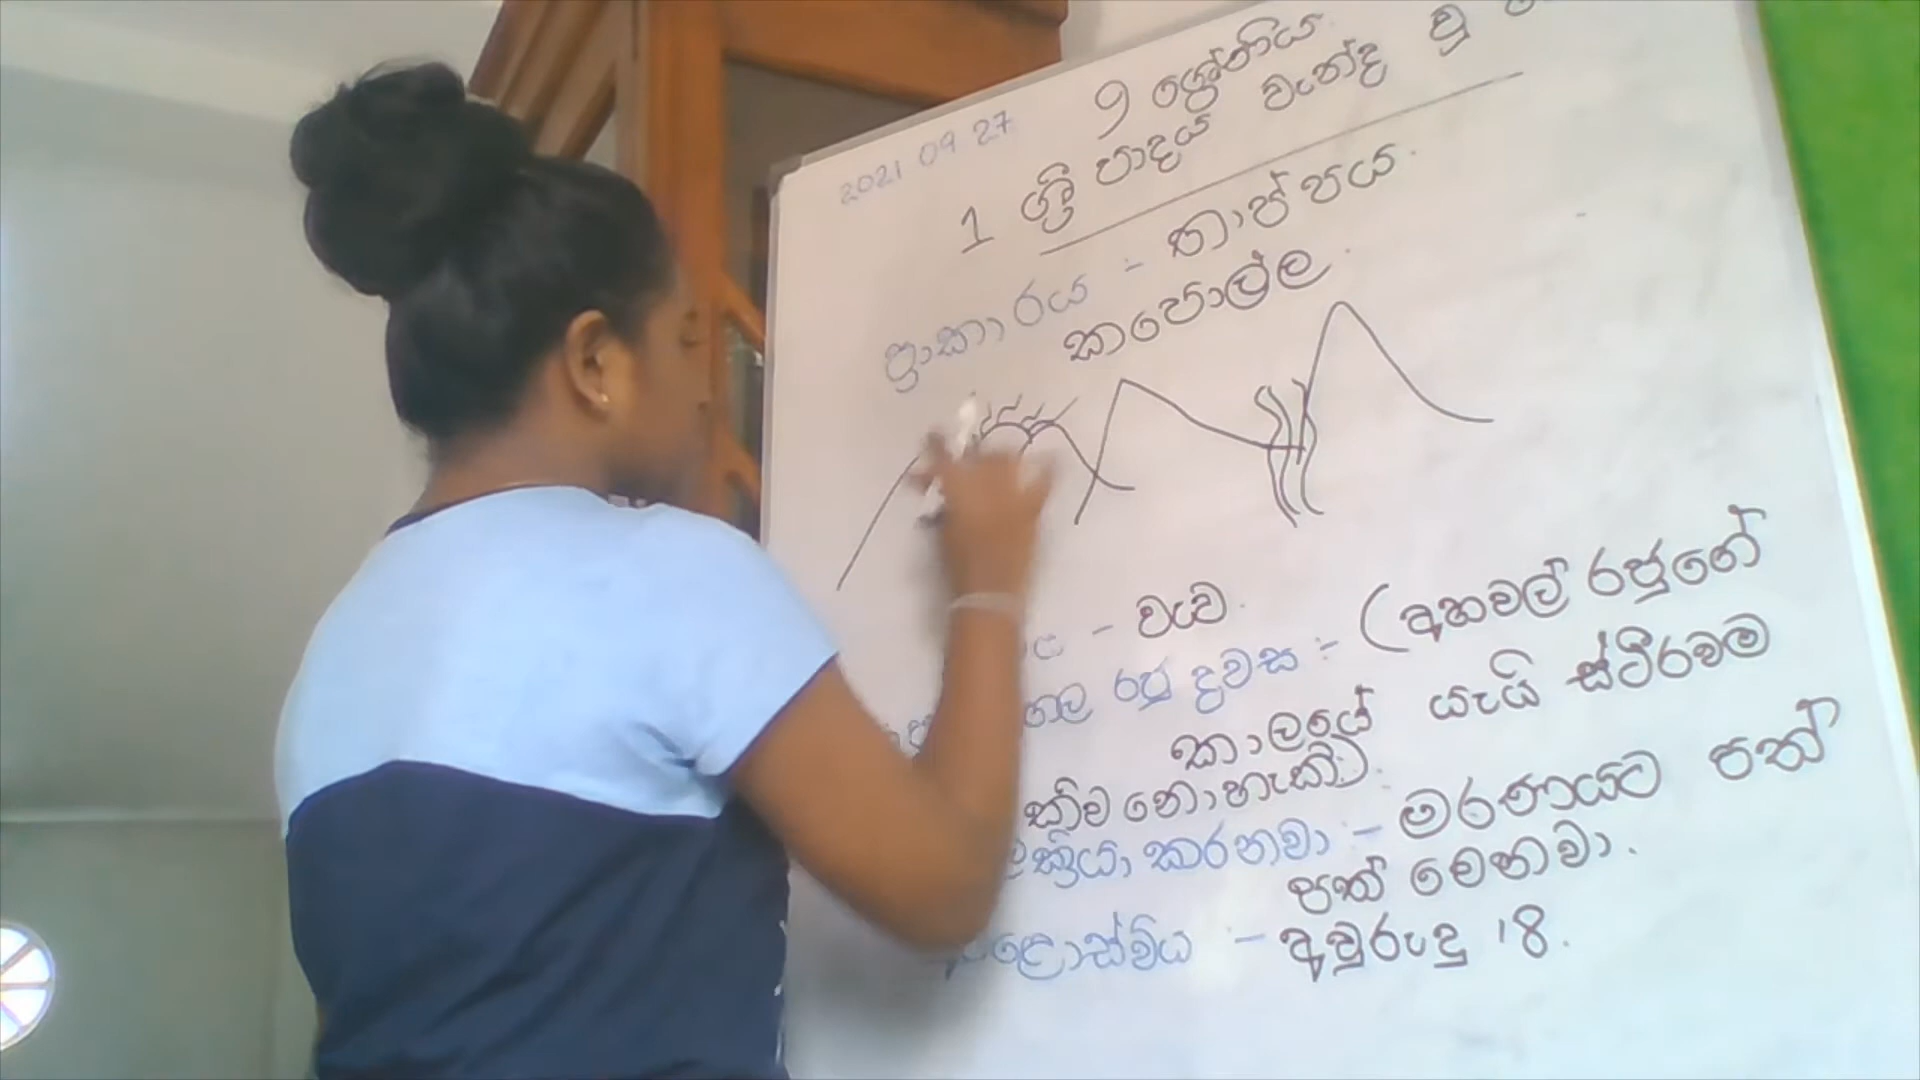 2021 09 27
9 ශ්‍රේණිය.
1 ශ්‍රී පාදය වැන්ද වූ
ප්‍රාකාරය :- තාප්පය.
කපොල්ල.
- වැව.
රජු දවස :- (අහවල් රජුගේ
කාලයේ යැයි ස්ථිරවම
කිව නොහැකිව.
ක්‍රියා කරනවා :- මරණයට පත්
පත් වෙනවා.
ළොස්විය - අවුරුදු 18.